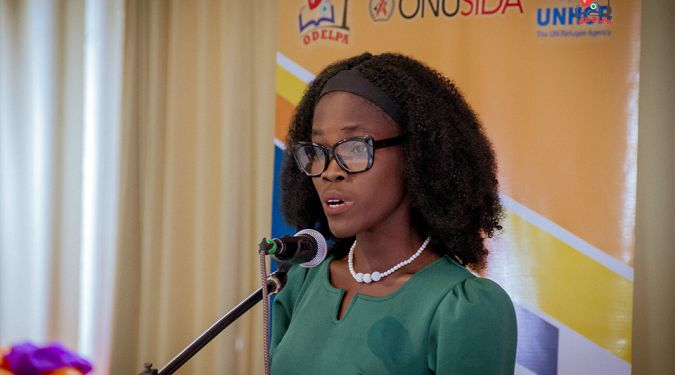 ODELPA
ONUSIDA
UNHCR
The UN Refugee Agency